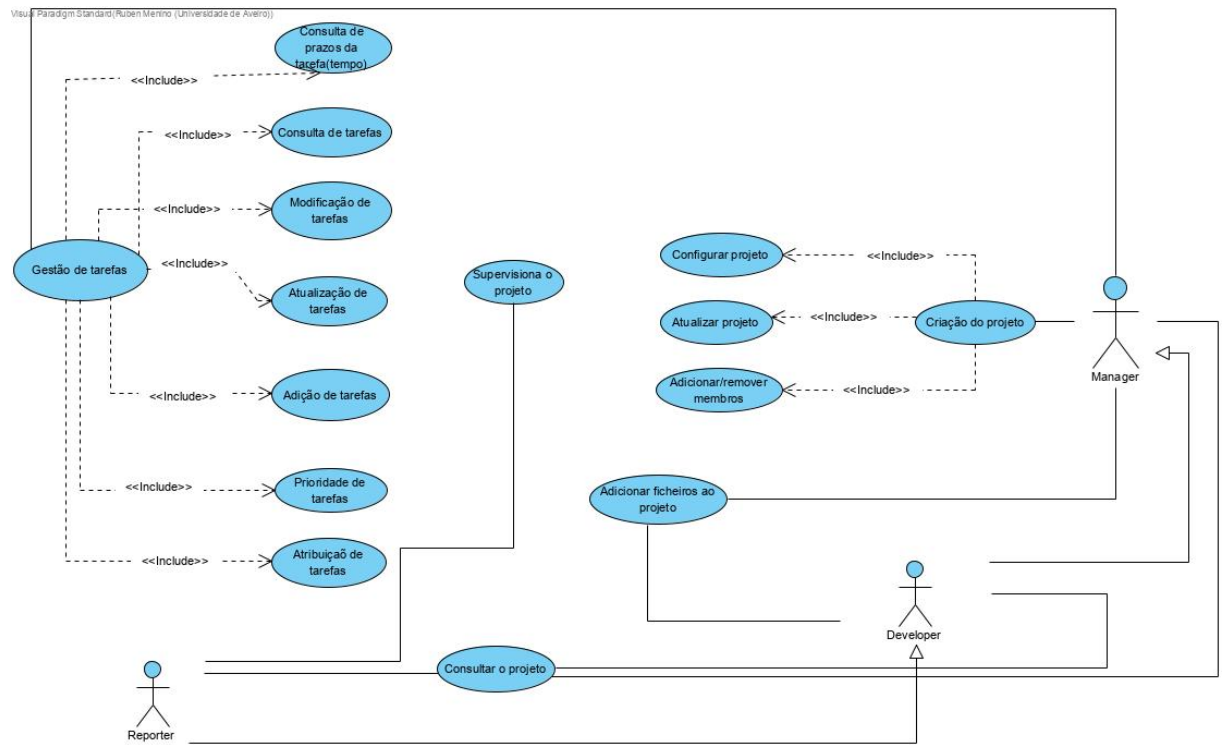 Visual Paradigm Standard(Ruben Menino (Universidade de Aveiro))
Consulta de
prazos da
tarefa(tempo)
<<Include>>
Consulta de tarefas
<<Include>>
Modificação de
tarefas
<<Include>>
Gestão de tarefas
<<Include>>
Atualização de
tarefas
Supervisiona o
projeto
Configurar projeto
<<Include>>
Atualizar projeto
<<Include>>
Criação do projeto
Adicionar/remover
membros
<<Include>>
Manager
Adição de tarefas
<<Include>>
Prioridade de
tarefas
<<Include>>
Adicionar ficheiros ao
projeto
Atribuiçaõ de
tarefas
<<Include>>
Developer
Consultar o projeto
Reporter